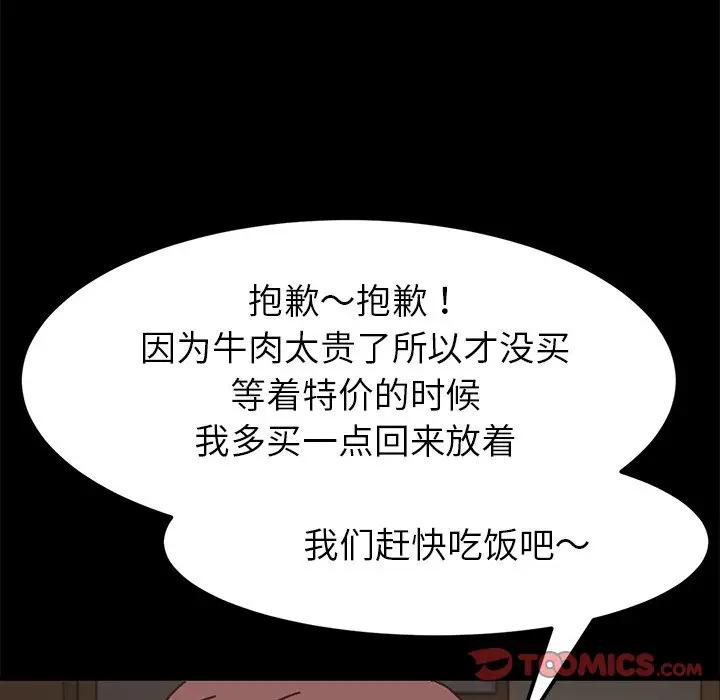 抱歉～抱歉！
因为牛肉太贵了所以才没买
等着特价的时候
我多买一点回来放着
我们赶快吃饭吧～
TOOMICS.COM